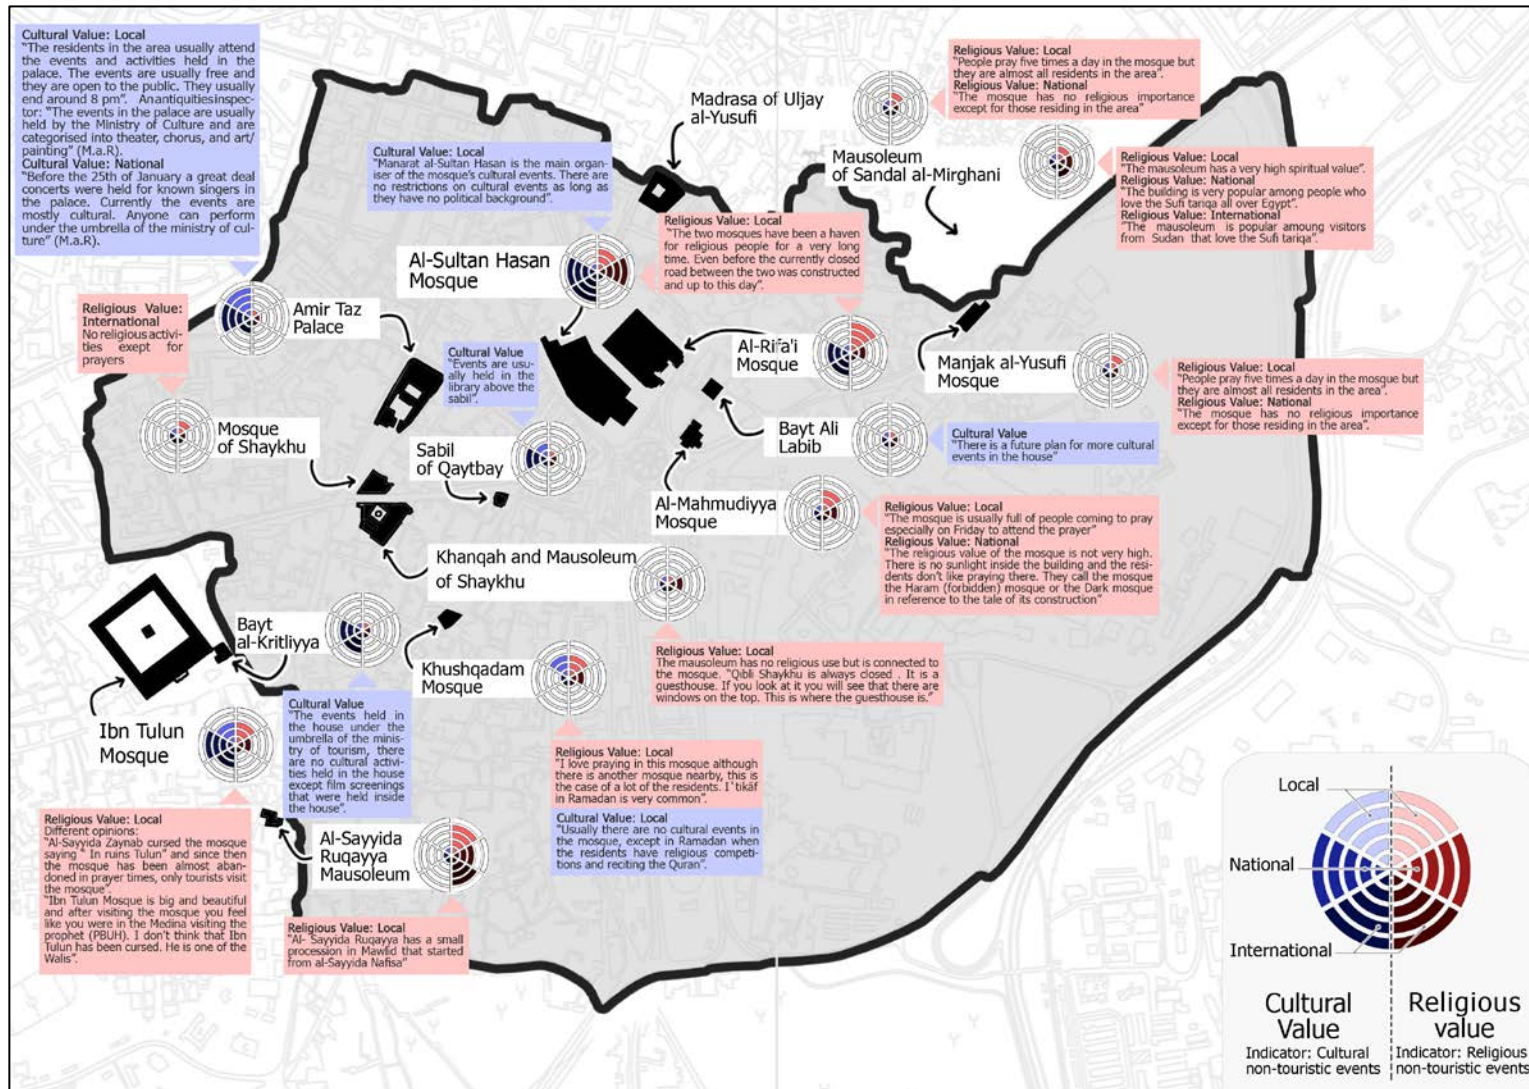 Cultural Value: Local
"The residents in the area usually attend
the events and activities held in the
palace. The events are usually free and
they are open to the public. They usually
end around 8 pm". Anantiquitiesinspec-
tor: "The events in the palace are usually
held by the Ministry of Culture and are
categorised into theater, chorus, and art/
painting" (M.a.R).
Cultural Value: National
"Before the 25th of January a great deal
concerts were held for known singers in
the palace. Currently the events are
mostly cultural. Anyone can perform
under the umbrella of the ministry of cul-
ture" (M.a.R).
Cultural Value: Local
"Manarat al-Sultan Hasan is the main organ-
iser of the mosque's cultural events. There are
no restrictions on cultural events as long as
they have no political background".
Madrasa of Uljay
al-Yusufi
Religious Value: Local
"People pray five times a day in the mosque but
they are almost all residents in the area".
Religious Value: National
"The mosque has no religious importance
except for those residing in the area"
Mausoleum
of Sandal al-Mirghani
Religious Value: Local
"The mausoleum has a very high spiritual value".
Religious Value: National
"The building is very popular among people who
love the Sufi tariqa all over Egypt".
Religious Value: International
"The mausoleum is popular amoung visitors
from Sudan that love the Sufi tariqa".
Religious Value: Local
"The two mosques have been a haven
for religious people for a very long
time. Even before the currently closed
road between the two was constructed
and up to this day".
Al-Sultan Hasan
Mosque
Religious Value:
International
No religious activi-
ties exept for
prayers
Amir Taz
Palace
Cultural Value
"Events are usu-
ally held in the
library above the
sabil".
Al-Rifa'i
Mosque
Manjak al-Yusufi
Mosque
Religious Value: Local
"People pray five times a day in the mosque but
they are almost all residents in the area".
Religious Value: National
"The mosque has no religious importance
except for those residing in the area"
Mosque
of Shaykhu
Sabil
of Qaytbay
Bayt Ali
Labib
Cultural Value
"There is a future plan for more cultural
events in the house"
Al-Mahmudiyya
Mosque
Religious Value: Local
"The mosque is usually full of people coming to pray
especially on Friday to attend the prayer"
Religious Value: National
"The religious value of the mosque is not very high.
There is no sunlight inside the building and the resi-
dents don't like praying there. They call the mosque
the Haram (forbidden) mosque or the Dark mosque
in reference to the tale of its construction"
Khanqah and Mausoleum
of Shaykhu
Religious Value: Local
The mausoleum has no religious use but is connected to
the mosque. "Qibli Shaykhu is always closed . It is a
guesthouse. If you look at it you will see that there are
windows on the top. This is where the guesthouse is."
Bayt
al-Kritliyya
Khushqadam
Mosque
Cultural Value
"The events held in
the house under the
umbrella of the minis-
try of tourism, there
are no cultural activi-
ties held in the house
except film screenings
that were held inside
the house".
Religious Value: Local
"I love praying in this mosque although
there is another mosque nearby, this is
the case of a lot of the residents. I'tikāf
in Ramadan is very common".
Cultural Value: Local
"Usually there are no cultural events in
the mosque, except in Ramadan when
the residents have religious competi-
tions and reciting the Quran".
Ibn Tulun
Mosque
Religious Value: Local
Different opinions:
"Al-Sayyida Zaynab cursed the mosque
saying " In ruins Tulun" and since then
the mosque has been almost aban-
doned in prayer times, only tourists visit
the mosque".
"Ibn Tulun Mosque is big and beautiful
and after visiting the mosque you feel
like you were in the Medina visiting the
prophet (PBUH). I don't think that Ibn
Tulun has been cursed. He is one of the
Walis".
Al-Sayyida
Ruqayya
Mausoleum
Religious Value: Local
"Al- Sayyida Ruqayya has a small
procession in Mawlid that started
from al-Sayyida Nafisa"
Local
National
International
Cultural
Value
Indicator: Cultural
non-touristic events
Religious
value
Indicator: Religious
non-touristic events